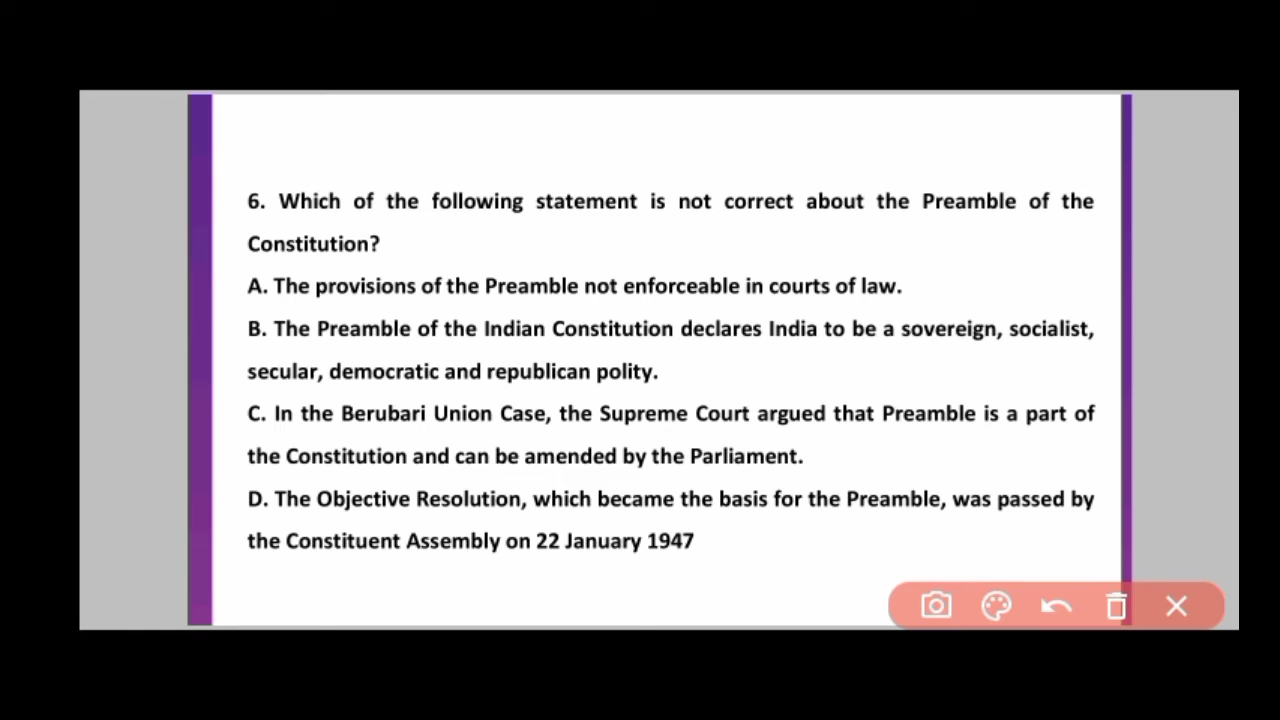 6. Which of the following statement is not correct about the Preamble of the
Constitution?
A. The provisions of the Preamble not enforceable in courts of law.
B. The Preamble of the Indian Constitution declares India to be a sovereign, socialist,
secular, democratic and republican polity.
C. In the Berubari Union Case, the Supreme Court argued that Preamble is a part of
the Constitution and can be amended by the Parliament.
D. The Objective Resolution, which became the basis for the Preamble, was passed by
the Constituent Assembly on 22 January 1947